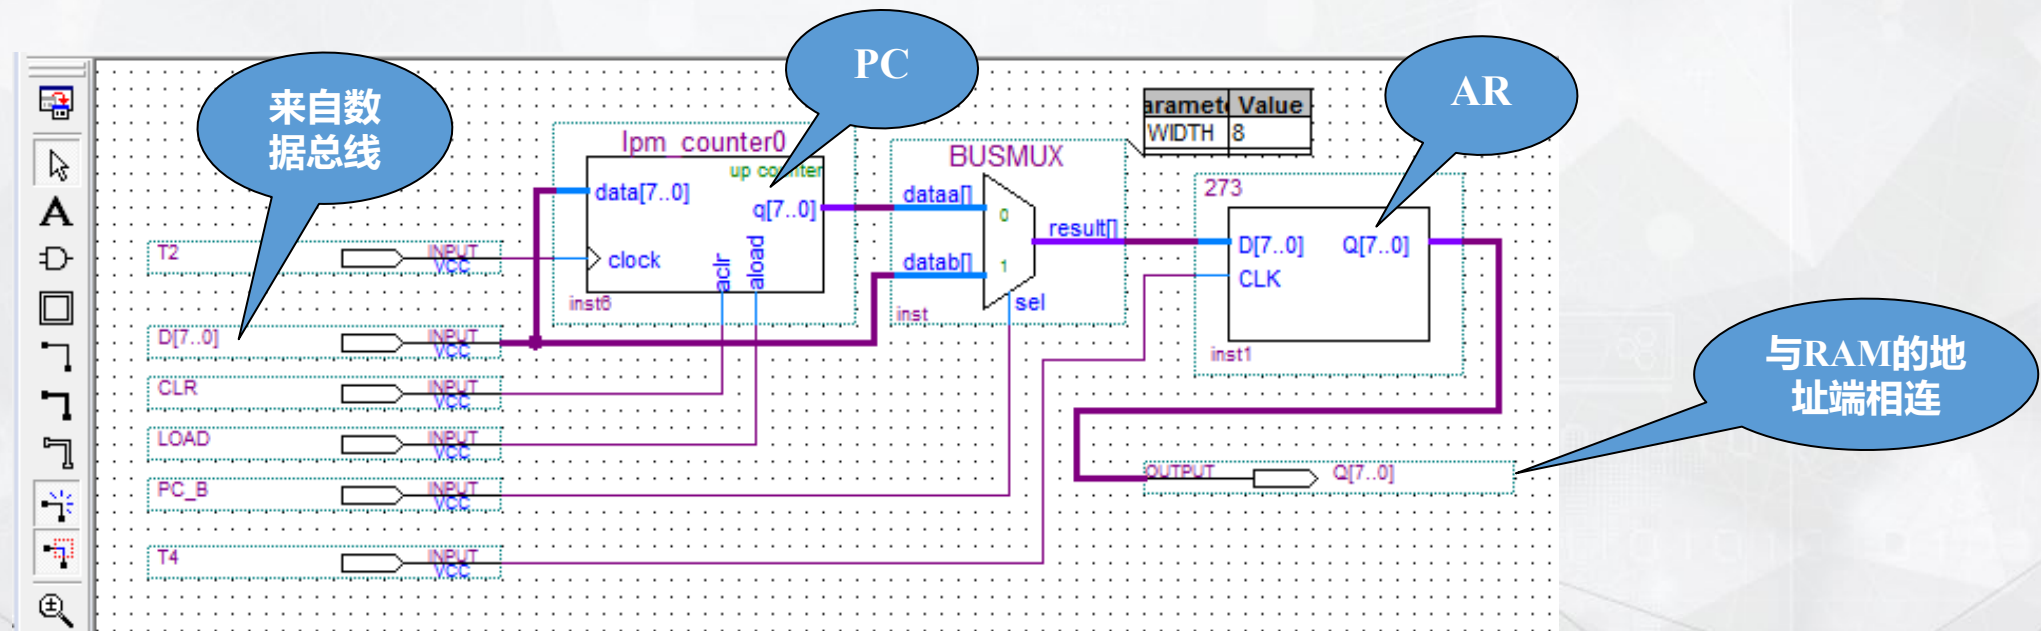 来自数
据总线
PC
AR
与RAM的地
址端相连
aramet Value
WIDTH 8
lpm_counter0
up counter
data[7..0]
q[7..0]
clock
aclr
aload
inst6
BUSMUX
dataa[]
0
result[]
datab[]
1
sel
inst
273
D[7..0] Q[7..0]
CLK
inst1
T2 INPUT
VCC
D[7..0] INPUT
VCC
CLR INPUT
VCC
LOAD INPUT
VCC
PC_B INPUT
VCC
T4 INPUT
VCC
OUTPUT Q[7..0]
A